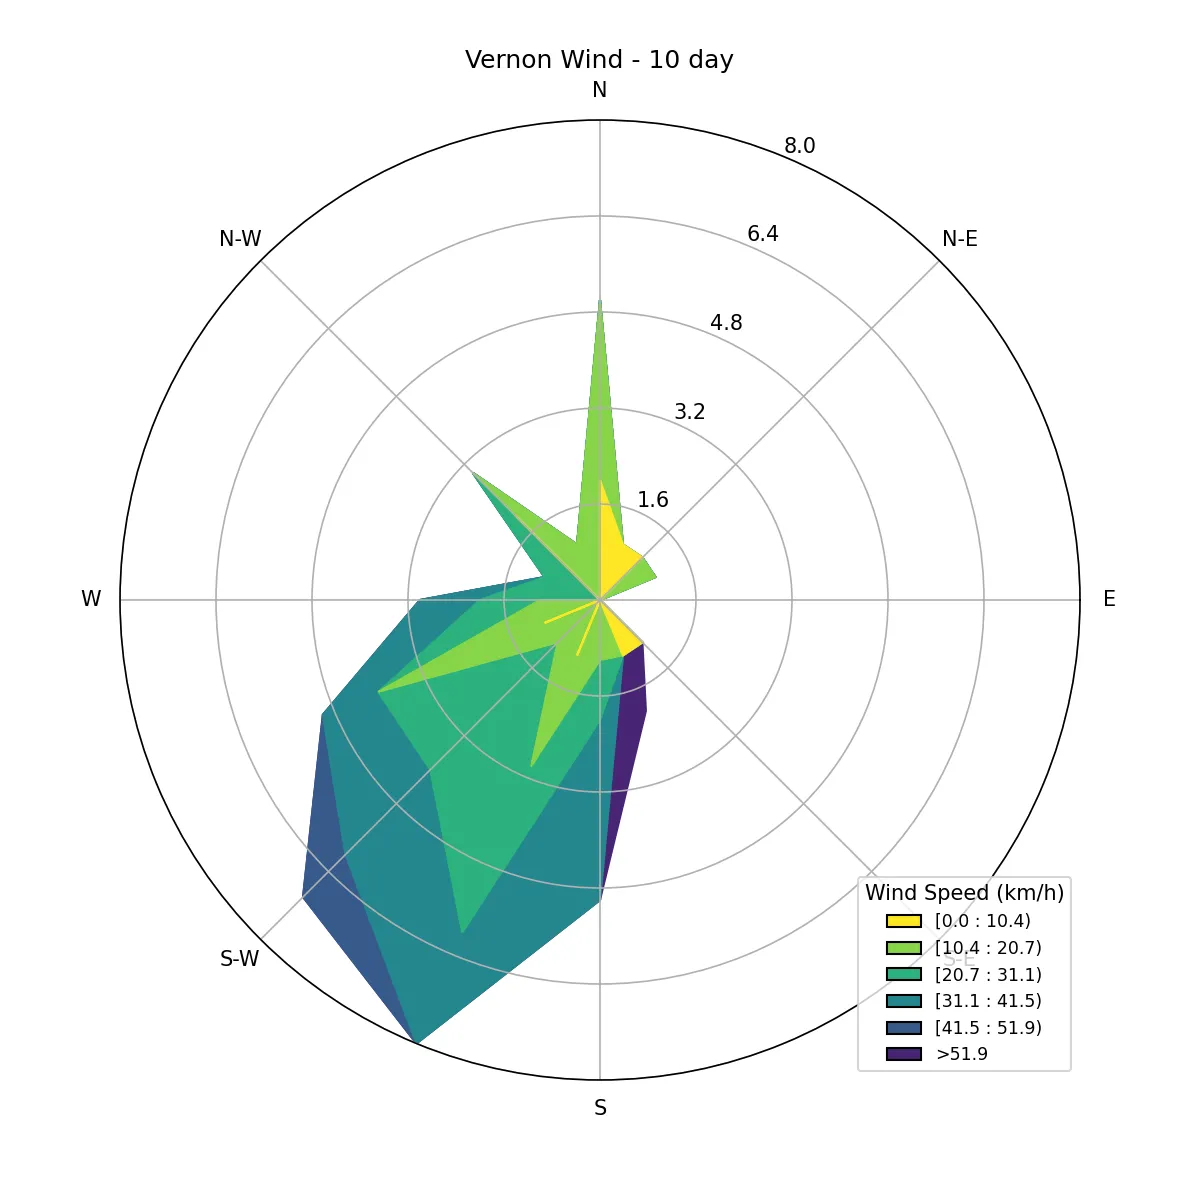 Vernon Wind - 10 day
N
8.0
N-W
6.4
N-E
4.8
3.2
1.6
W
E
Wind Speed (km/h)
[0.0 : 10.4)
[10.4 : 20.7)
S-W
S-E
[20.7 : 31.1)
[31.1 : 41.5)
[41.5 : 51.9)
>51.9
S